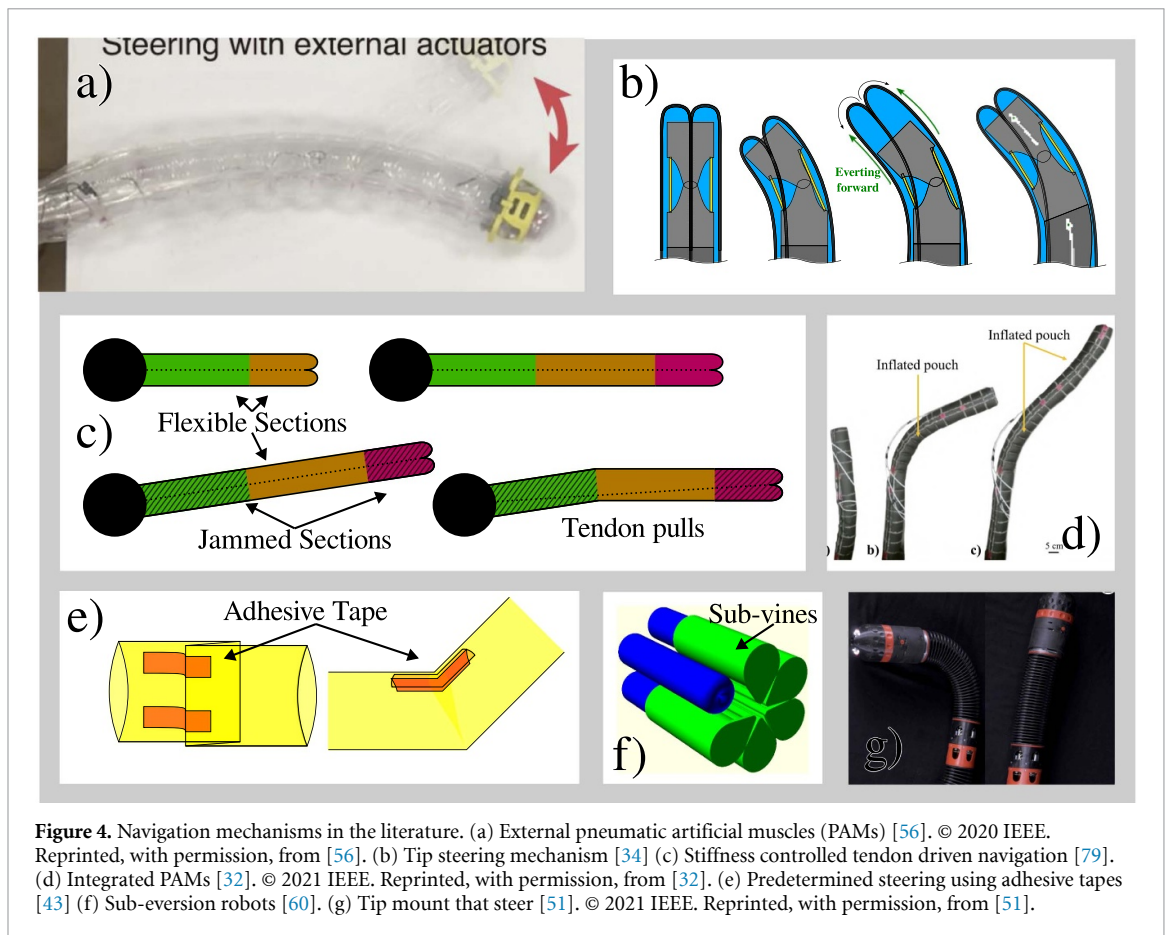 Steering with external actuators
a)
b)
Everting
forward
Flexible Sections
c)
Jammed Sections
Tendon pulls
Inflated pouch
Inflated pouch
)
b)
c)
5 cm
d)
e)
Adhesive Tape
Sub-vines
f)
g)
Figure 4. Navigation mechanisms in the literature. (a) External pneumatic artificial muscles (PAMs) [56]. © 2020 IEEE.
Reprinted, with permission, from [56]. (b) Tip steering mechanism [34] (c) Stiffness controlled tendon driven navigation [79].
(d) Integrated PAMs [32]. © 2021 IEEE. Reprinted, with permission, from [32]. (e) Predetermined steering using adhesive tapes
[43] (f) Sub-eversion robots [60]. (g) Tip mount that steer [51]. © 2021 IEEE. Reprinted, with permission, from [51].